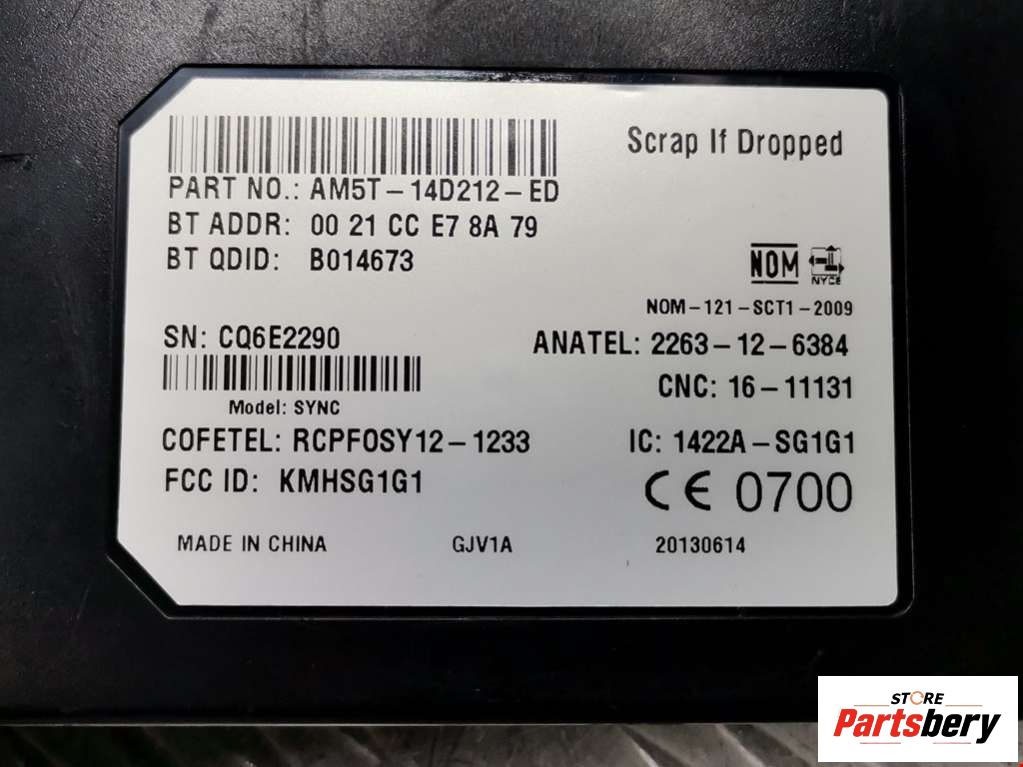 Scrap If Dropped
PART NO.: AM5T-14D212-ED
BT ADDR: 00 21 CC E7 8A 79
BT QDID: B014673
NOM
NYCE
NOM-121-SCT1-2009
SN: CQ6E2290
ANATEL: 2263-12-6384
CNC: 16-11131
Model: SYNC
COFETEL: RCPFOSY12-1233
IC: 1422A-SG1G1
FCC ID: KMHSG1G1
CE 0700
MADE IN CHINA GJV1A 20130614
STORE
Partsbery